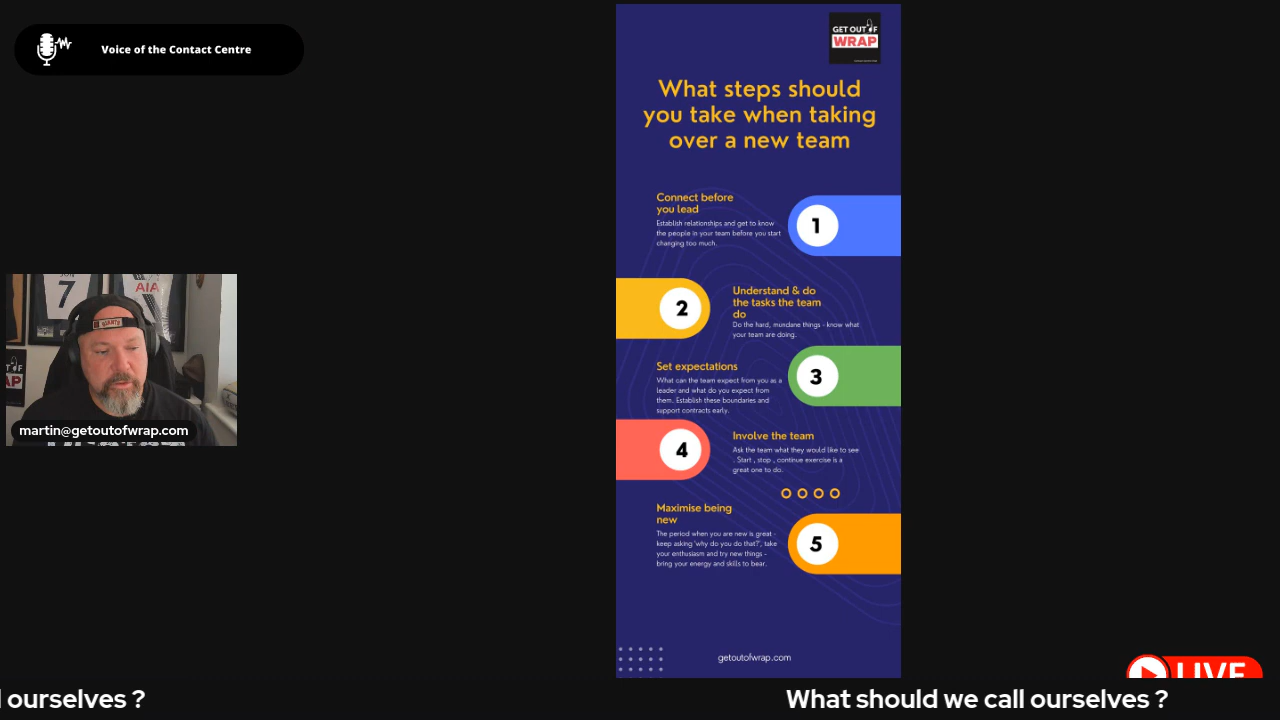 Voice of the Contact Centre
GET OUT OF
WRAP
What steps should
you take when taking
over a new team
Connect before
you lead
Establish relationships and get to know
the people in your team before you start
changing too much.
1
2
Understand & do
the tasks the team
do
Do the hard, mundane things - know what
your team are doing.
Set expectations
What can the team expect from you as a
leader and what do you expect from
them. Establish these boundaries and
support contracts early.
3
4
Involve the team
Ask the team what they would like to see
. Start , stop , continue exercise is a
great one to do.
Maximise being
new
The period when you are new is great -
keep asking 'why do you do that?', take
your enthusiasm and try new things -
bring your energy and skills to bear.
5
getoutofwrap.com
7
AIA
martin@getoutofwrap.com
LIVE
ourselves ?
What should we call ourselves ?